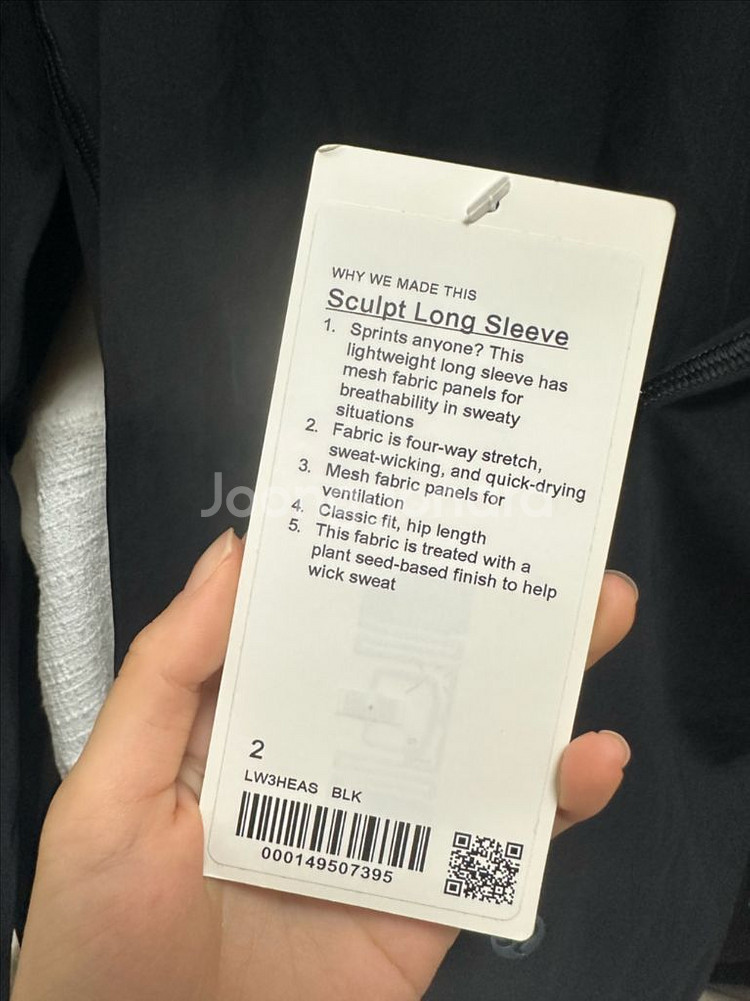 WHY WE MADE THIS
Sculpt Long Sleeve
1. Sprints anyone? This
lightweight long sleeve has
mesh fabric panels for
breathability in sweaty
situations
2. Fabric is four-way stretch,
sweat-wicking, and quick-drying
3. Mesh fabric panels for
ventilation
4. Classic fit, hip length
5. This fabric is treated with a
plant seed-based finish to help
wick sweat
2
LW3HEAS BLK
000149507395